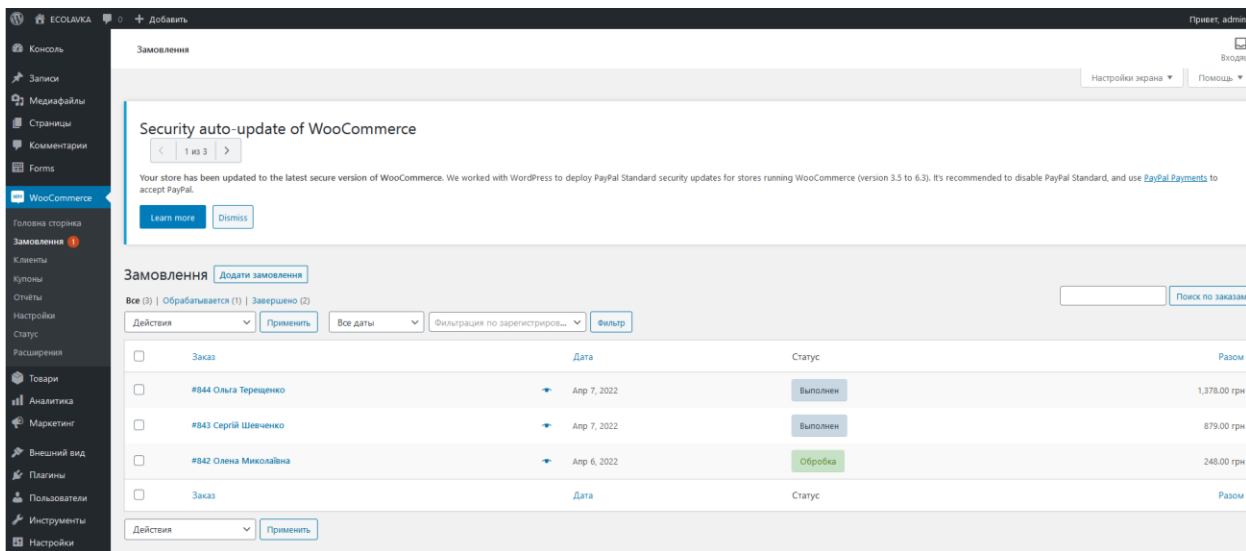 ECOLAVKA 0 + Добавить Привет, admin
Консоль
Записи
Медиафайлы
Страницы
Комментарии
Forms
WooCommerce
Головна сторінка
Замовлення 1
Клиенты
Купоны
Отчёты
Настройки
Статус
Расширения
Товари
Аналитика
Маркетинг
Внешний вид
Плагины
Пользователи
Инструменты
Настройки
Замовлення
Настройки экрана ▼ Помощь ▼
Security auto-update of WooCommerce
< 1 из 3 >
Your store has been updated to the latest secure version of WooCommerce. We worked with WordPress to deploy PayPal Standard security updates for stores running WooCommerce (version 3.5 to 6.3). It's recommended to disable PayPal Standard, and use PayPal Payments to
accept PayPal.
Learn more Dismiss
Замовлення Додати замовлення
Все (3) | Обрабатывается (1) | Завершено (2)
Поиск по заказам
Действия Применить Все даты Фильтрация по зарегистриров... Фильтр
Заказ Дата Статус Разом
#844 Ольга Терещенко Апр 7, 2022 Выполнен 1,378.00 грн
#843 Сергій Шевченко Апр 7, 2022 Выполнен 879.00 грн
#842 Олена Миколаївна Апр 6, 2022 Обробка 248.00 грн
Заказ Дата Статус Разом
Действия Применить